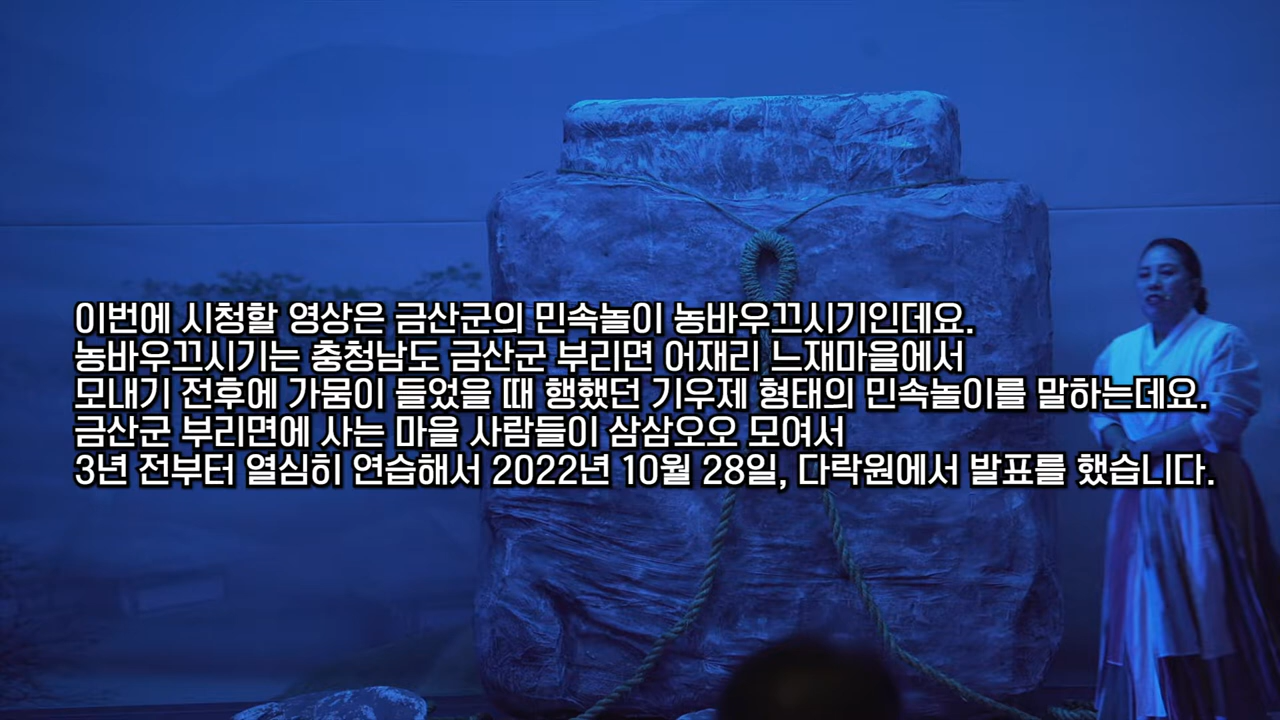 이번에 시청할 영상은 금산군의 민속놀이 농바우끄시기인데요.
농바우끄시기는 충청남도 금산군 부리면 어재리 느재마을에서
모내기 전후에 가뭄이 들었을 때 행했던 기우제 형태의 민속놀이를 말하는데요.
금산군 부리면에 사는 마을 사람들이 삼삼오오 모여서
3년 전부터 열심히 연습해서 2022년 10월 28일, 다락원에서 발표를 했습니다.